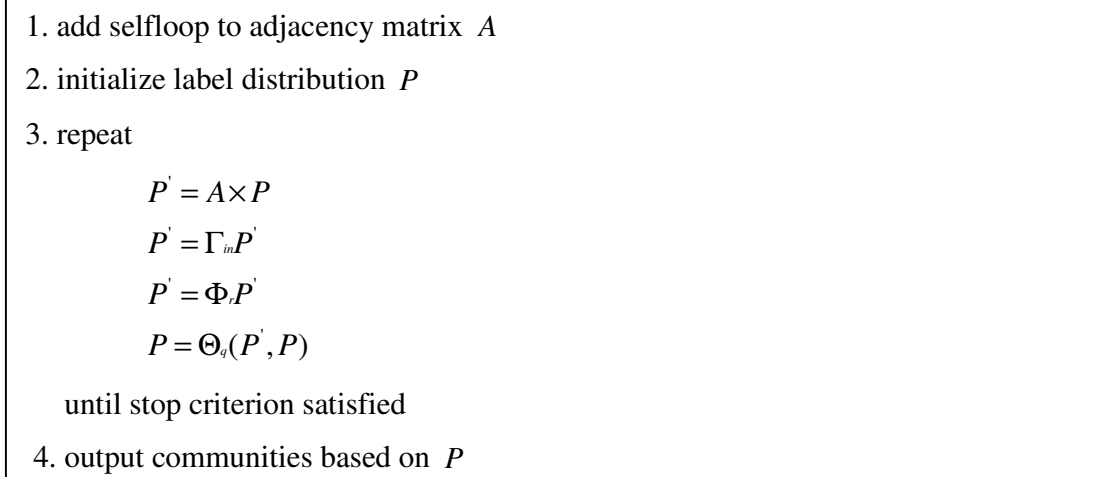 1. add selfloop to adjacency matrix A
2. initialize label distribution P
3. repeat
P' = A×P
P' = Γ_in P'
P' = Φ_r P'
P = Θ_q(P', P)
until stop criterion satisfied
4. output communities based on P